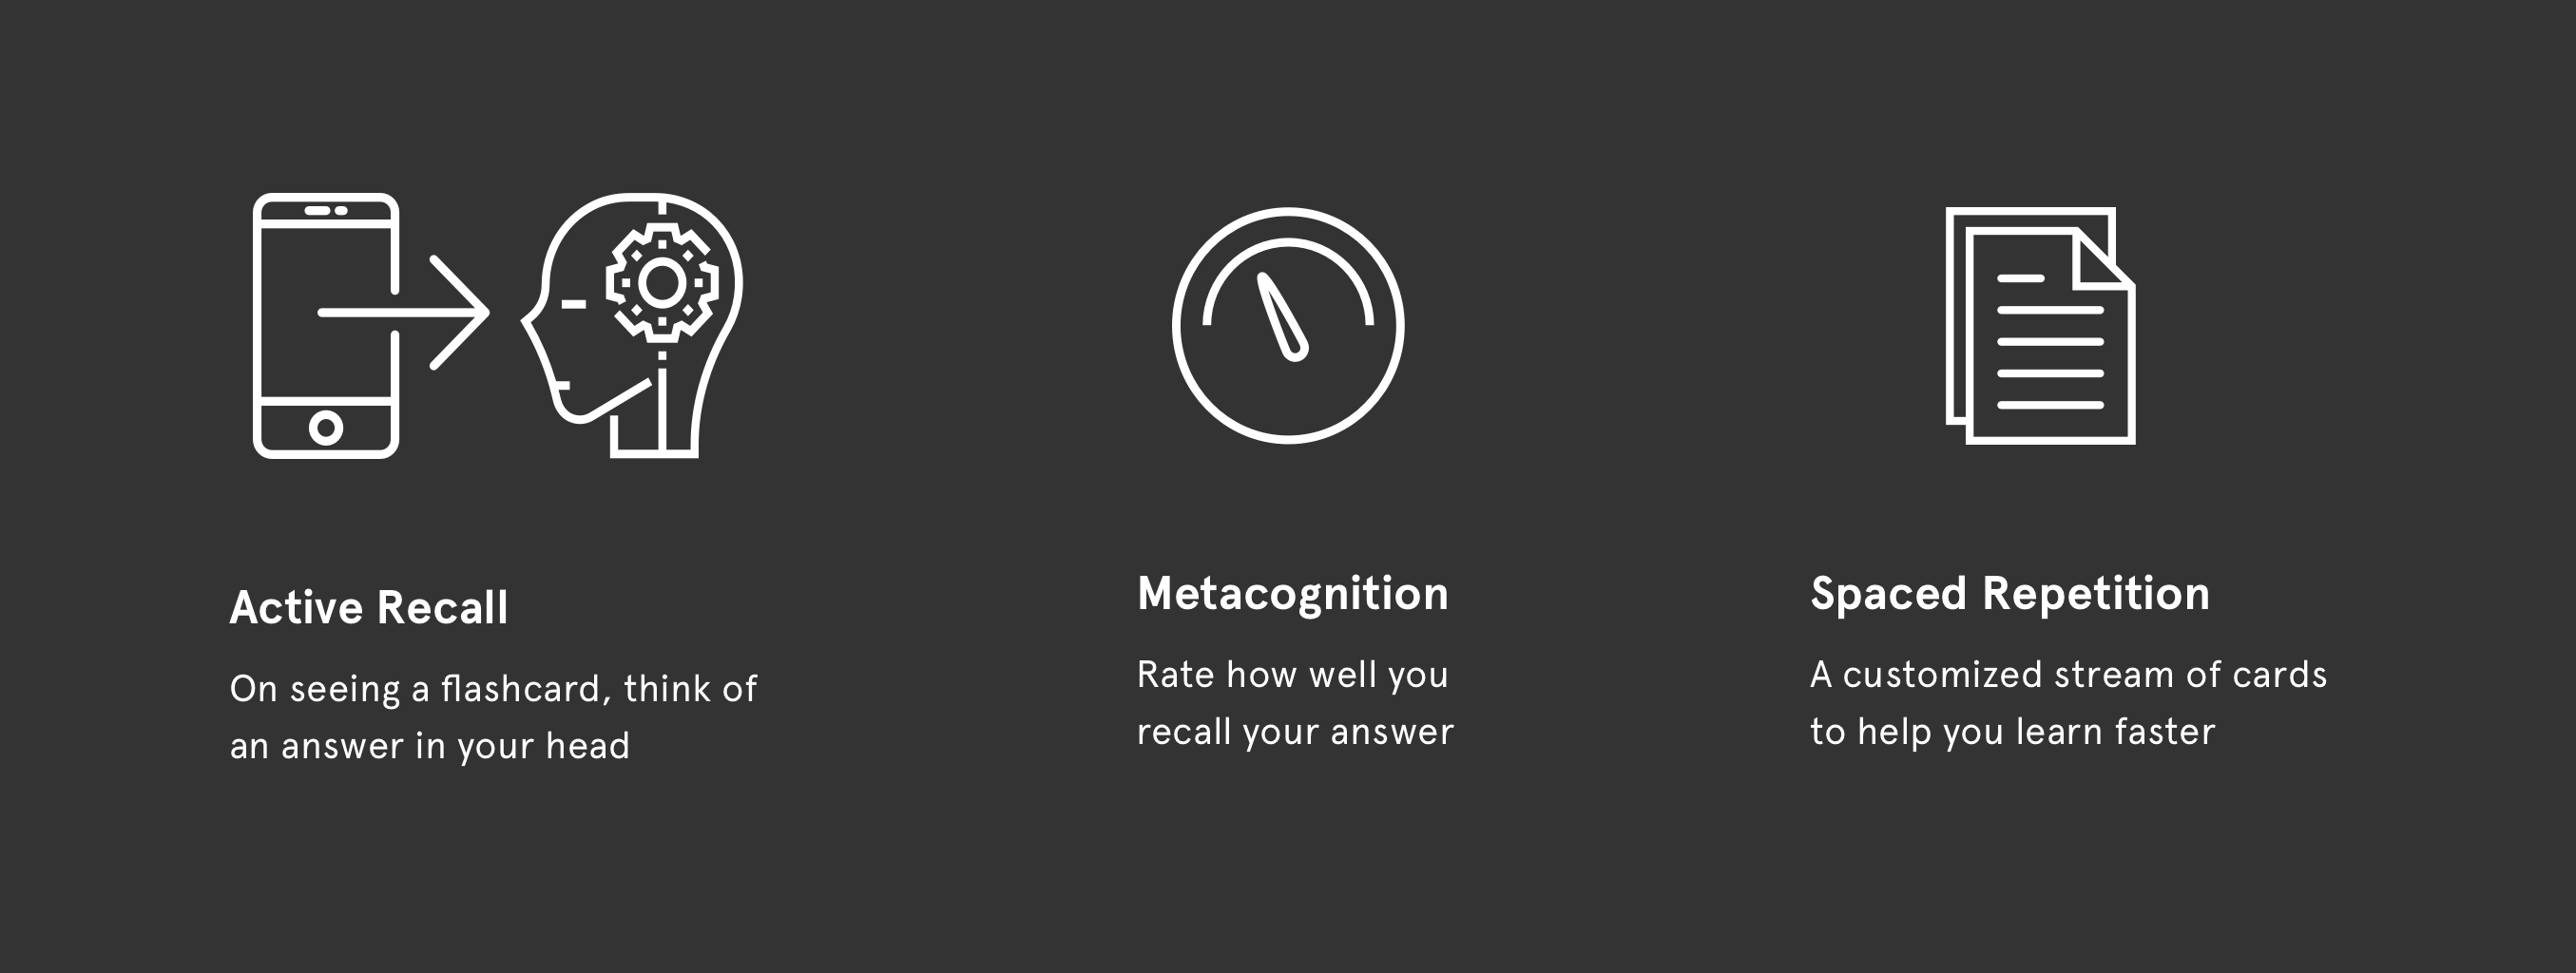 Active Recall
On seeing a flashcard, think of
an answer in your head
Metacognition
Rate how well you
recall your answer
Spaced Repetition
A customized stream of cards
to help you learn faster